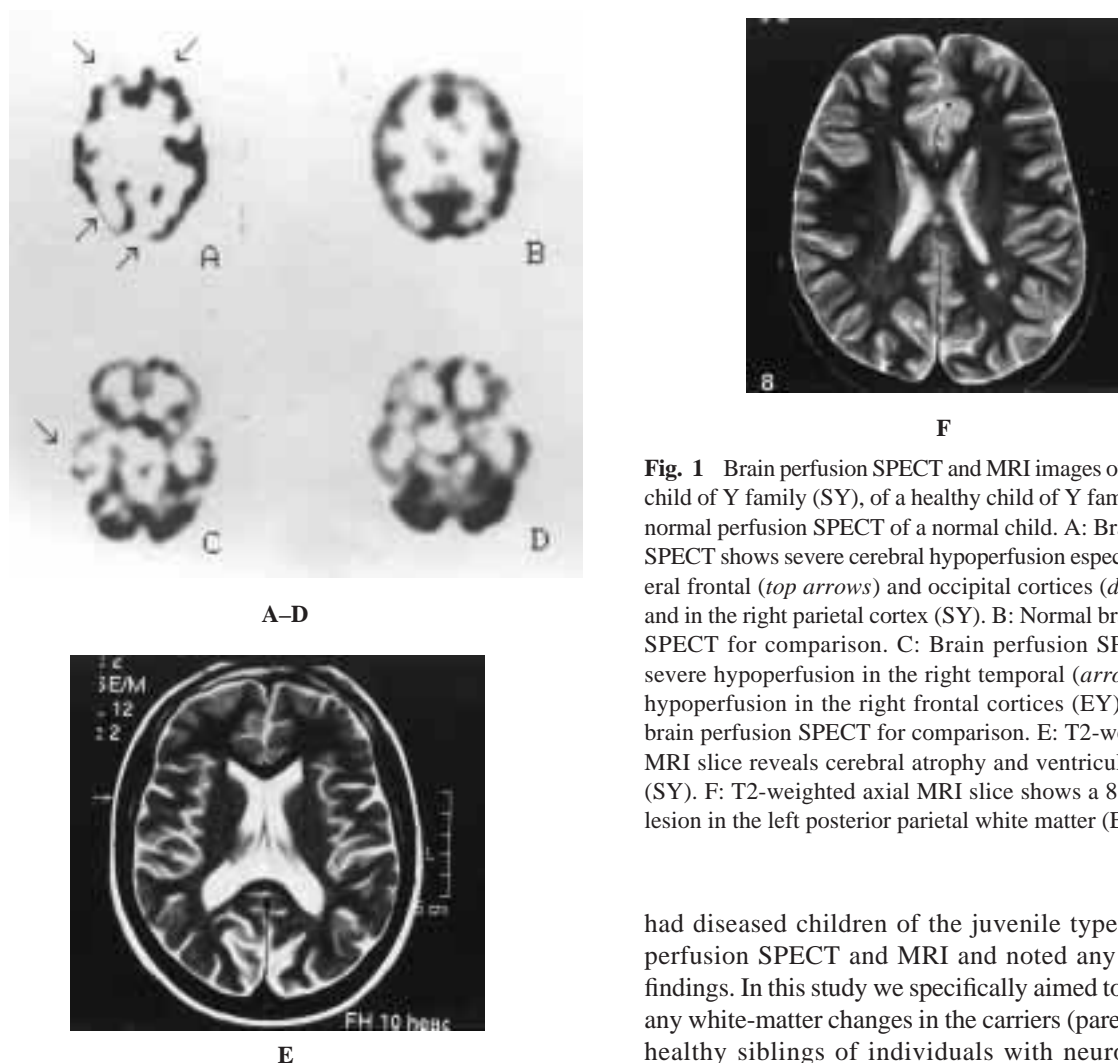 A
B
C
D
A–D
2
SE/M
12
2
FH 10 head
E
8
F
Fig. 1 Brain perfusion SPECT and MRI images o
child of Y family (SY), of a healthy child of Y fam
normal perfusion SPECT of a normal child. A: Bra
SPECT shows severe cerebral hypoperfusion espec
eral frontal (top arrows) and occipital cortices (d
and in the right parietal cortex (SY). B: Normal br
SPECT for comparison. C: Brain perfusion SP
severe hypoperfusion in the right temporal (arro
hypoperfusion in the right frontal cortices (EY)
brain perfusion SPECT for comparison. E: T2-we
MRI slice reveals cerebral atrophy and ventricul
(SY). F: T2-weighted axial MRI slice shows a 8
lesion in the left posterior parietal white matter (E
had diseased children of the juvenile type
perfusion SPECT and MRI and noted any
findings. In this study we specifically aimed to
any white-matter changes in the carriers (pare
healthy siblings of individuals with neuro